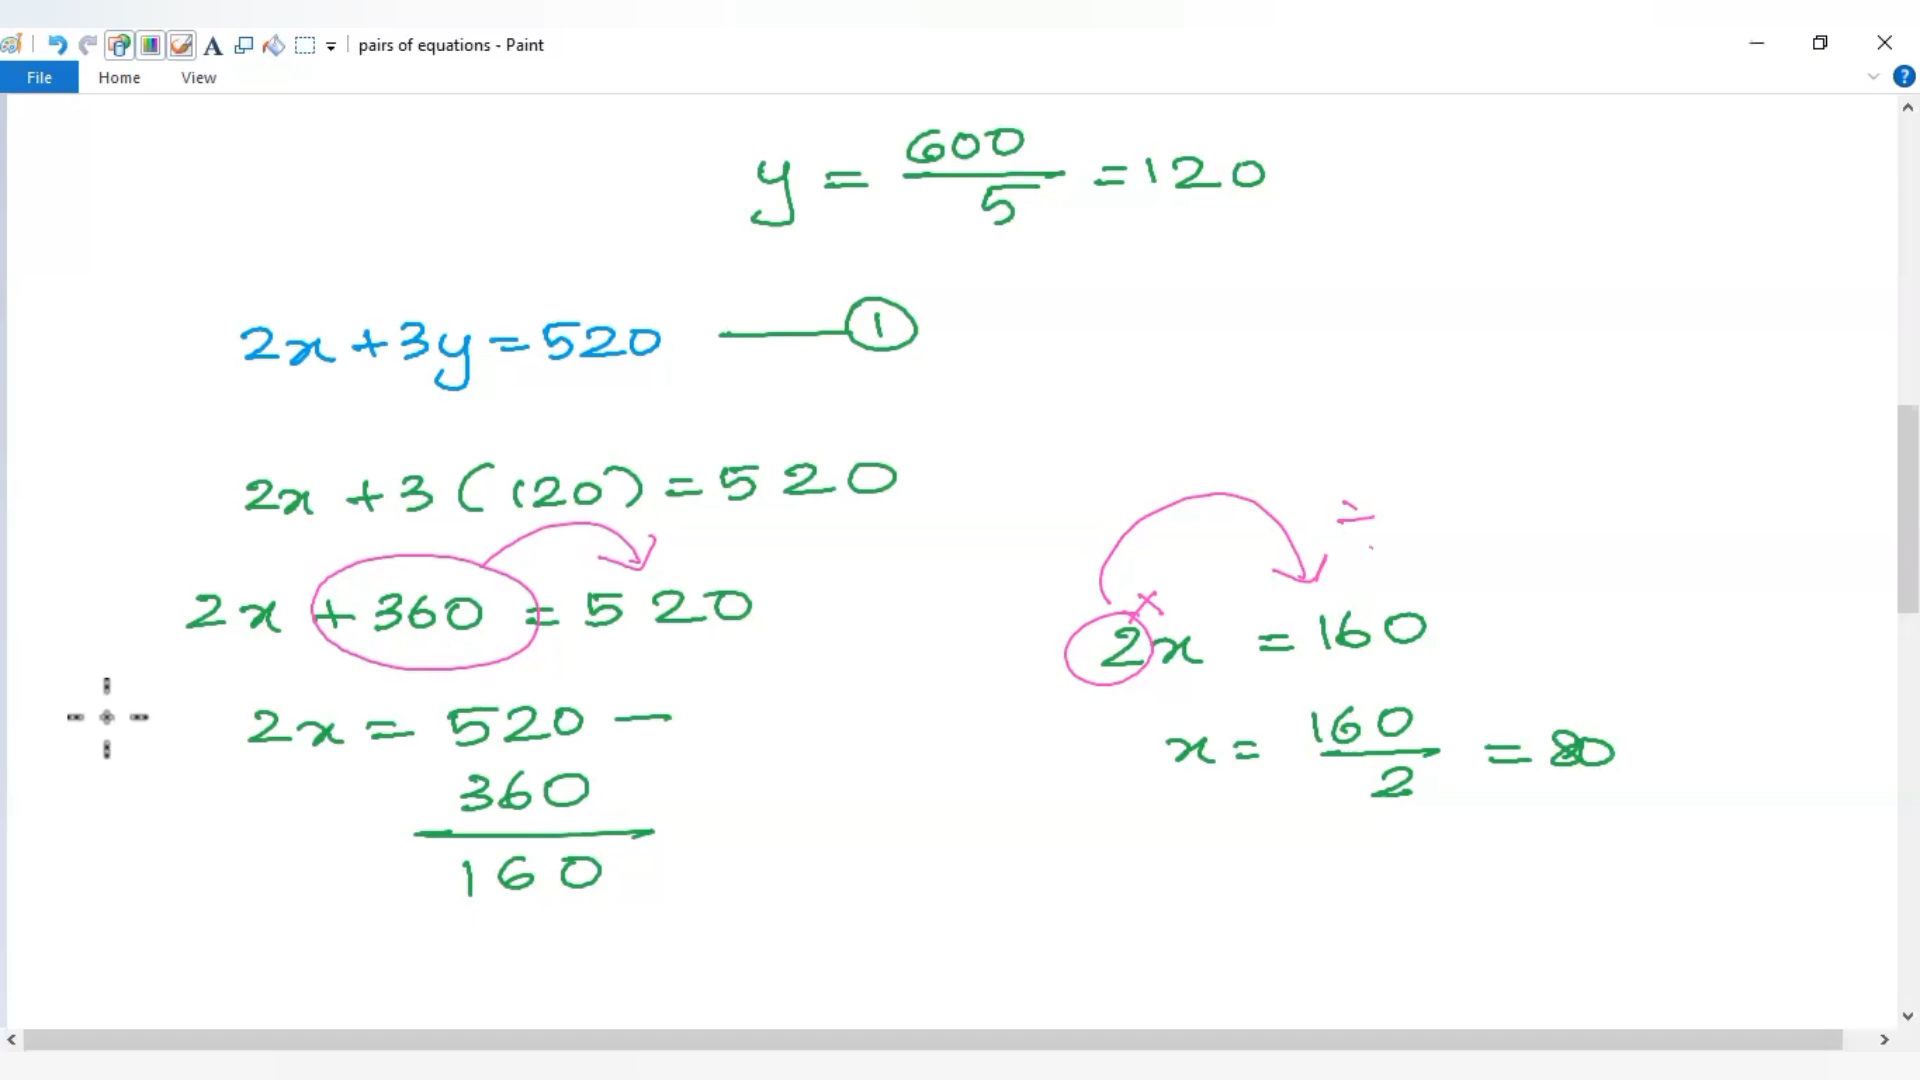 pairs of equations - Paint
File Home View
y = 600/5 = 120
2x + 3y = 520 —— 1
2x + 3 (120) = 520
2x + 360 = 520
2x = 520 —
360
160
÷
×
2x = 160
x = 160/2 = 80